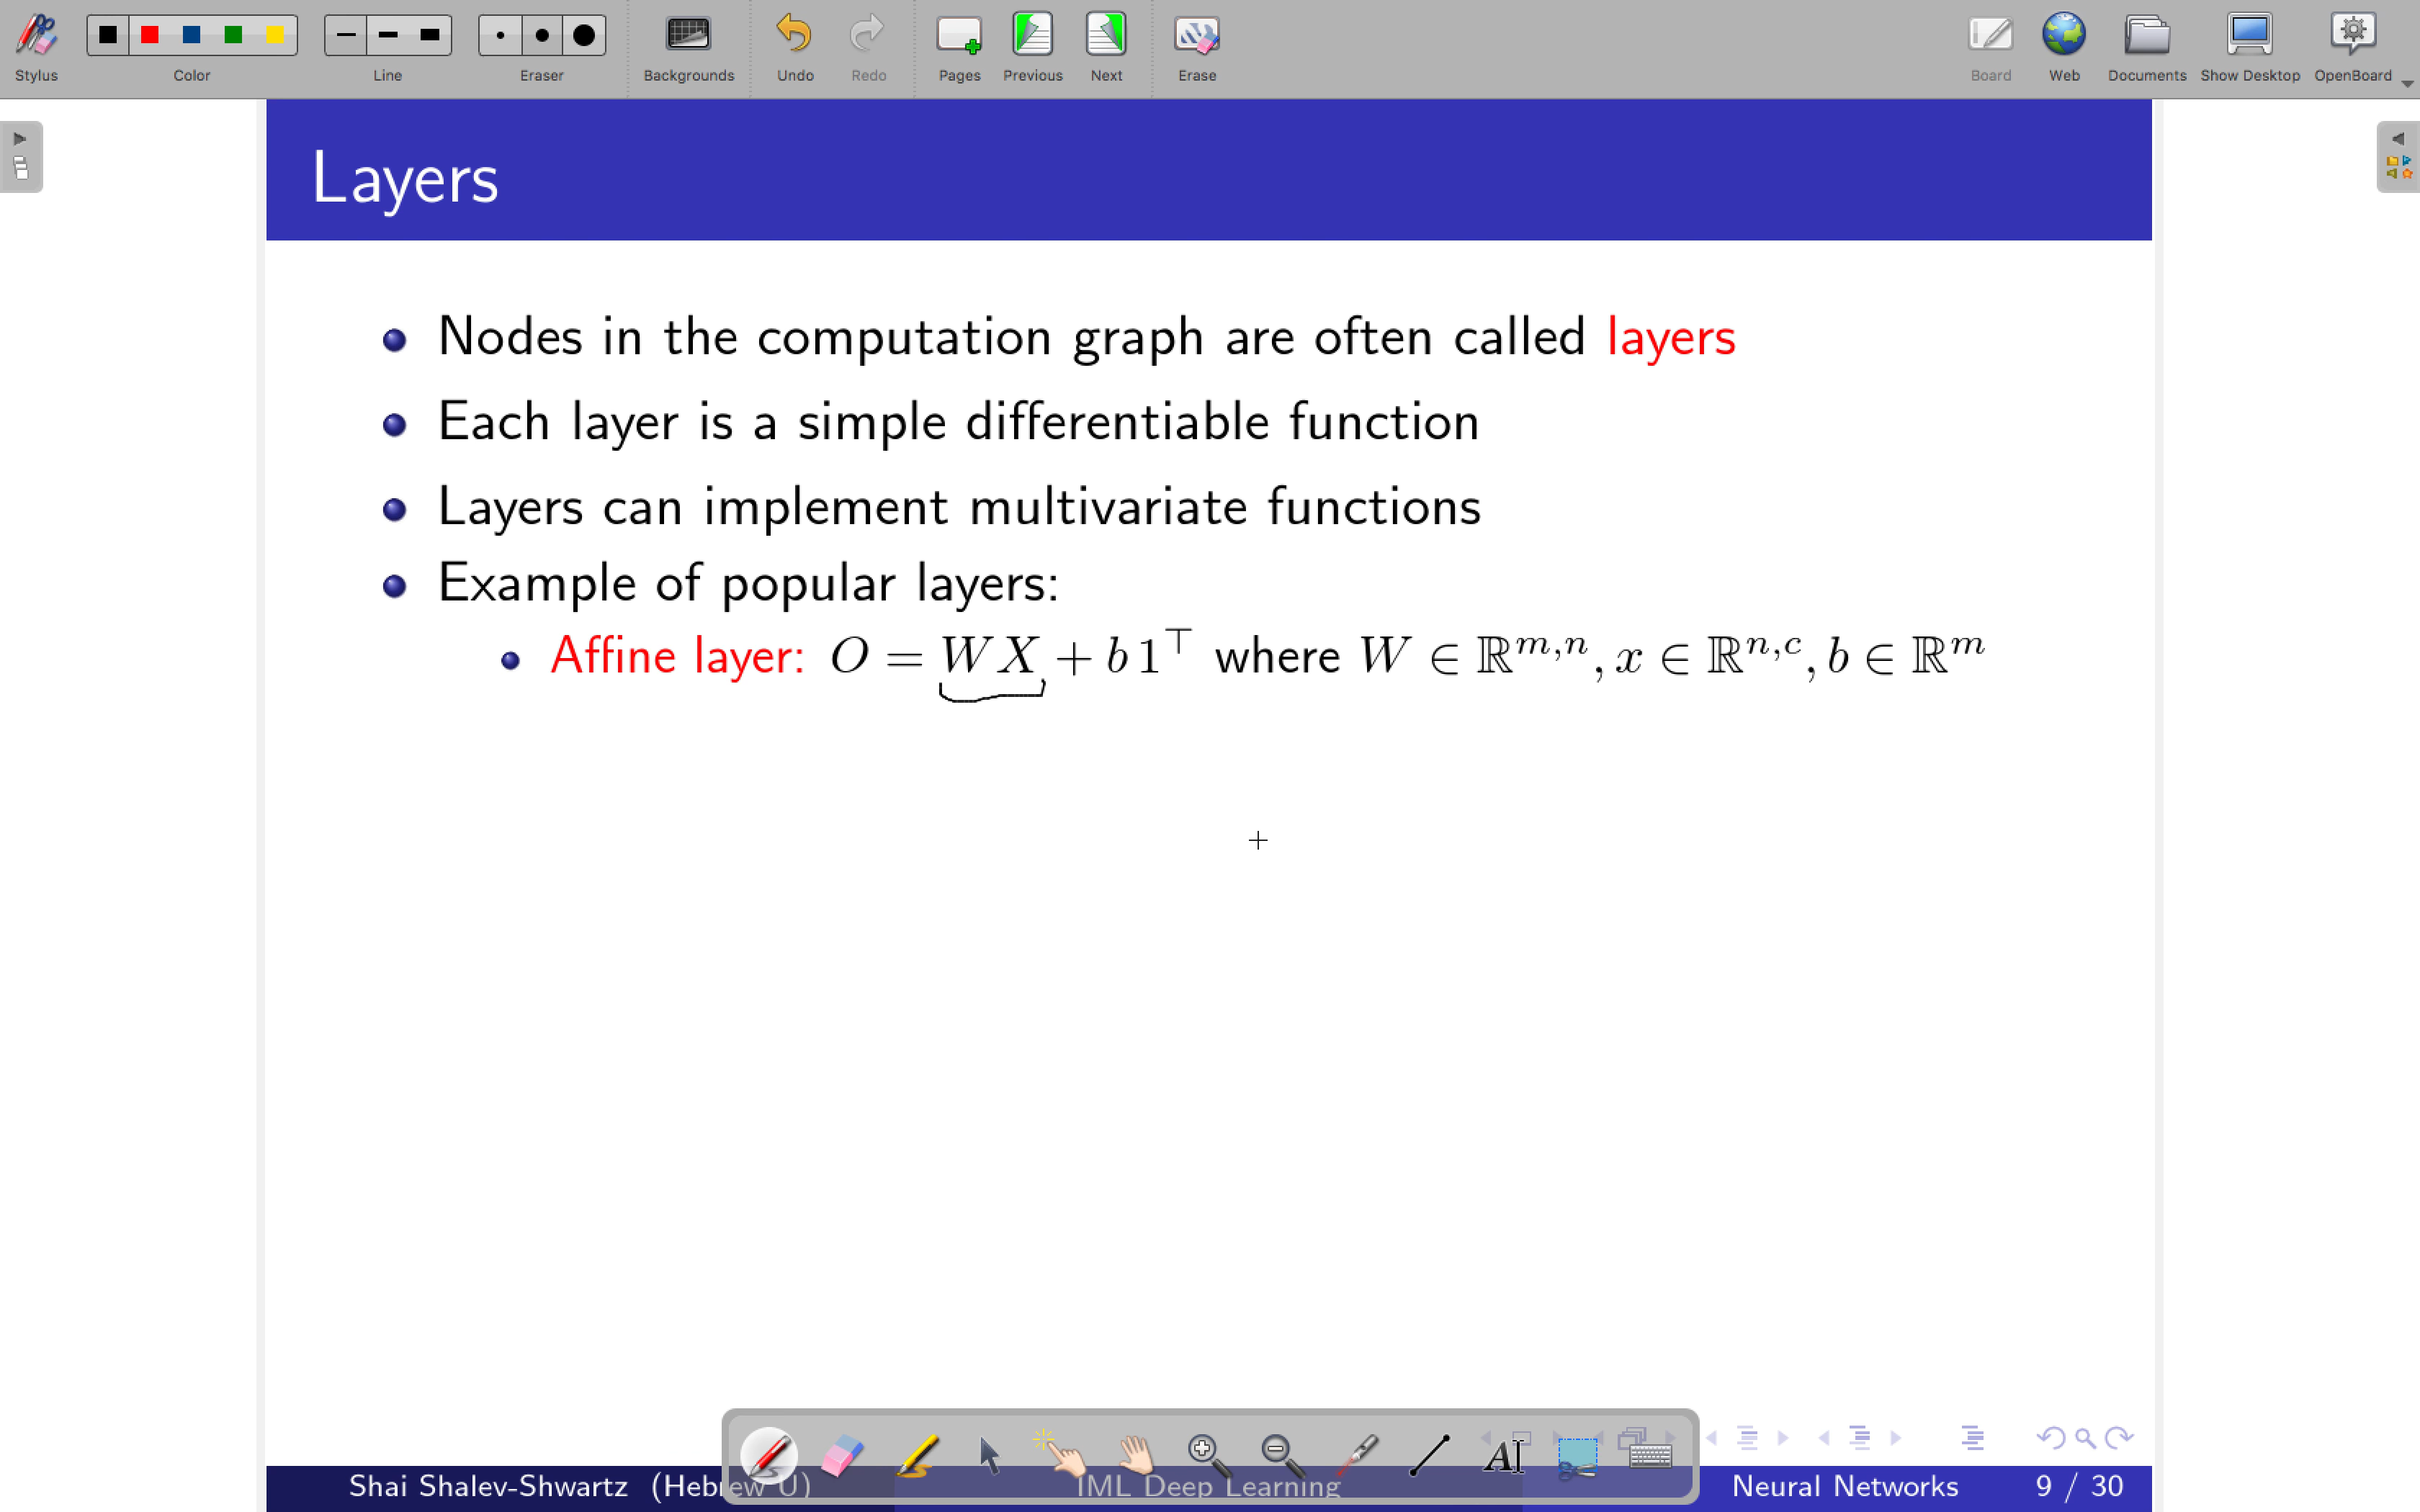 Stylus Color Line Eraser Backgrounds Undo Redo Pages Previous Next Erase Board Web Documents Show Desktop OpenBoard
Layers
Nodes in the computation graph are often called layers
Each layer is a simple differentiable function
Layers can implement multivariate functions
Example of popular layers:
Affine layer: O = WX + b 1^⊤ where W ∈ ℝ^{m,n}, x ∈ ℝ^{n,c}, b ∈ ℝ^m
Shai Shalev-Shwartz (Hebrew U) IML Deep Learning Neural Networks 9 / 30